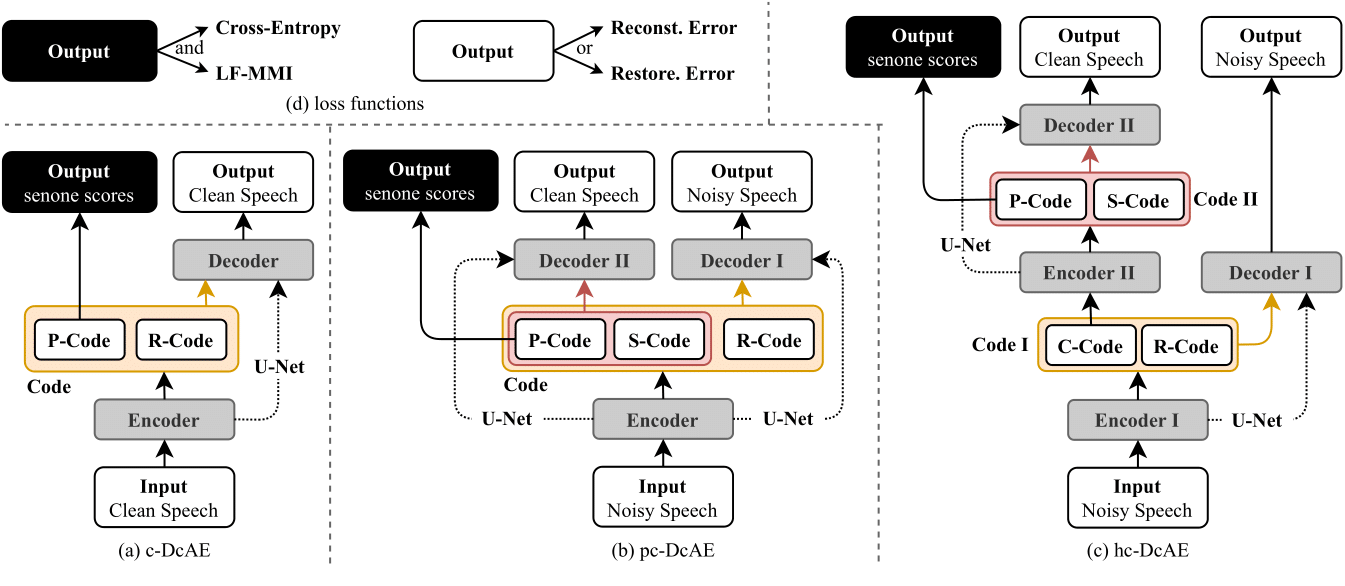 Output
and
Cross-Entropy
LF-MMI
Output
or
Reconst. Error
Restore. Error
(d) loss functions
Output
senone scores
Output
Clean Speech
Decoder
P-Code
R-Code
Code
U-Net
Encoder
Input
Clean Speech
(a) c-DcAE
Output
senone scores
Output
Clean Speech
Output
Noisy Speech
Decoder II
Decoder I
P-Code
S-Code
R-Code
Code
U-Net
Encoder
U-Net
Input
Noisy Speech
(b) pc-DcAE
Output
senone scores
Output
Clean Speech
Output
Noisy Speech
Decoder II
P-Code
S-Code
Code II
U-Net
Encoder II
Decoder I
Code I
C-Code
R-Code
Encoder I
U-Net
Input
Noisy Speech
(c) hc-DcAE